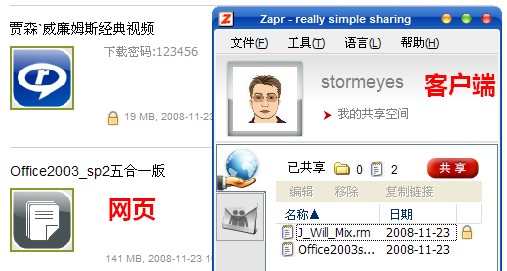 贾森`威廉姆斯经典视频
下载密码:123456
19 MB, 2008-11-23
Office2003_sp2五合一版
网页
141 MB, 2008-11-23
Zapr - really simple sharing
文件(F) 工具(T) 语言(L) 帮助(H)
stormeyes
客户端
我的共享空间
已共享 0 2 共享
编辑 移除 复制链接
名称 日期
J_Will_Mix.rm 2008-11-23
Office2003s... 2008-11-23